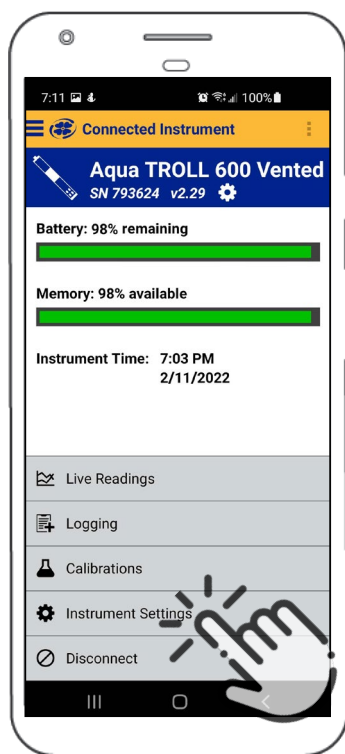 7:11 100%
Connected Instrument
Aqua TROLL 600 Vented
SN 793624 v2.29
Battery: 98% remaining
Memory: 98% available
Instrument Time: 7:03 PM
2/11/2022
Live Readings
Logging
Calibrations
Instrument Settings
Disconnect